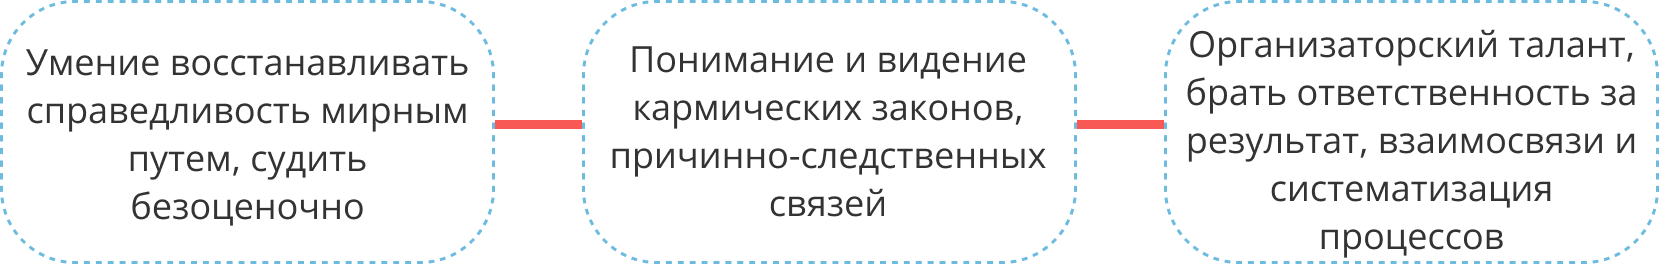 Умение восстанавливать
справедливость мирным
путем, судить
безоценочно
Понимание и видение
кармических законов,
причинно-следственных
связей
Организаторский талант,
брать ответственность за
результат, взаимосвязи и
систематизация
процессов